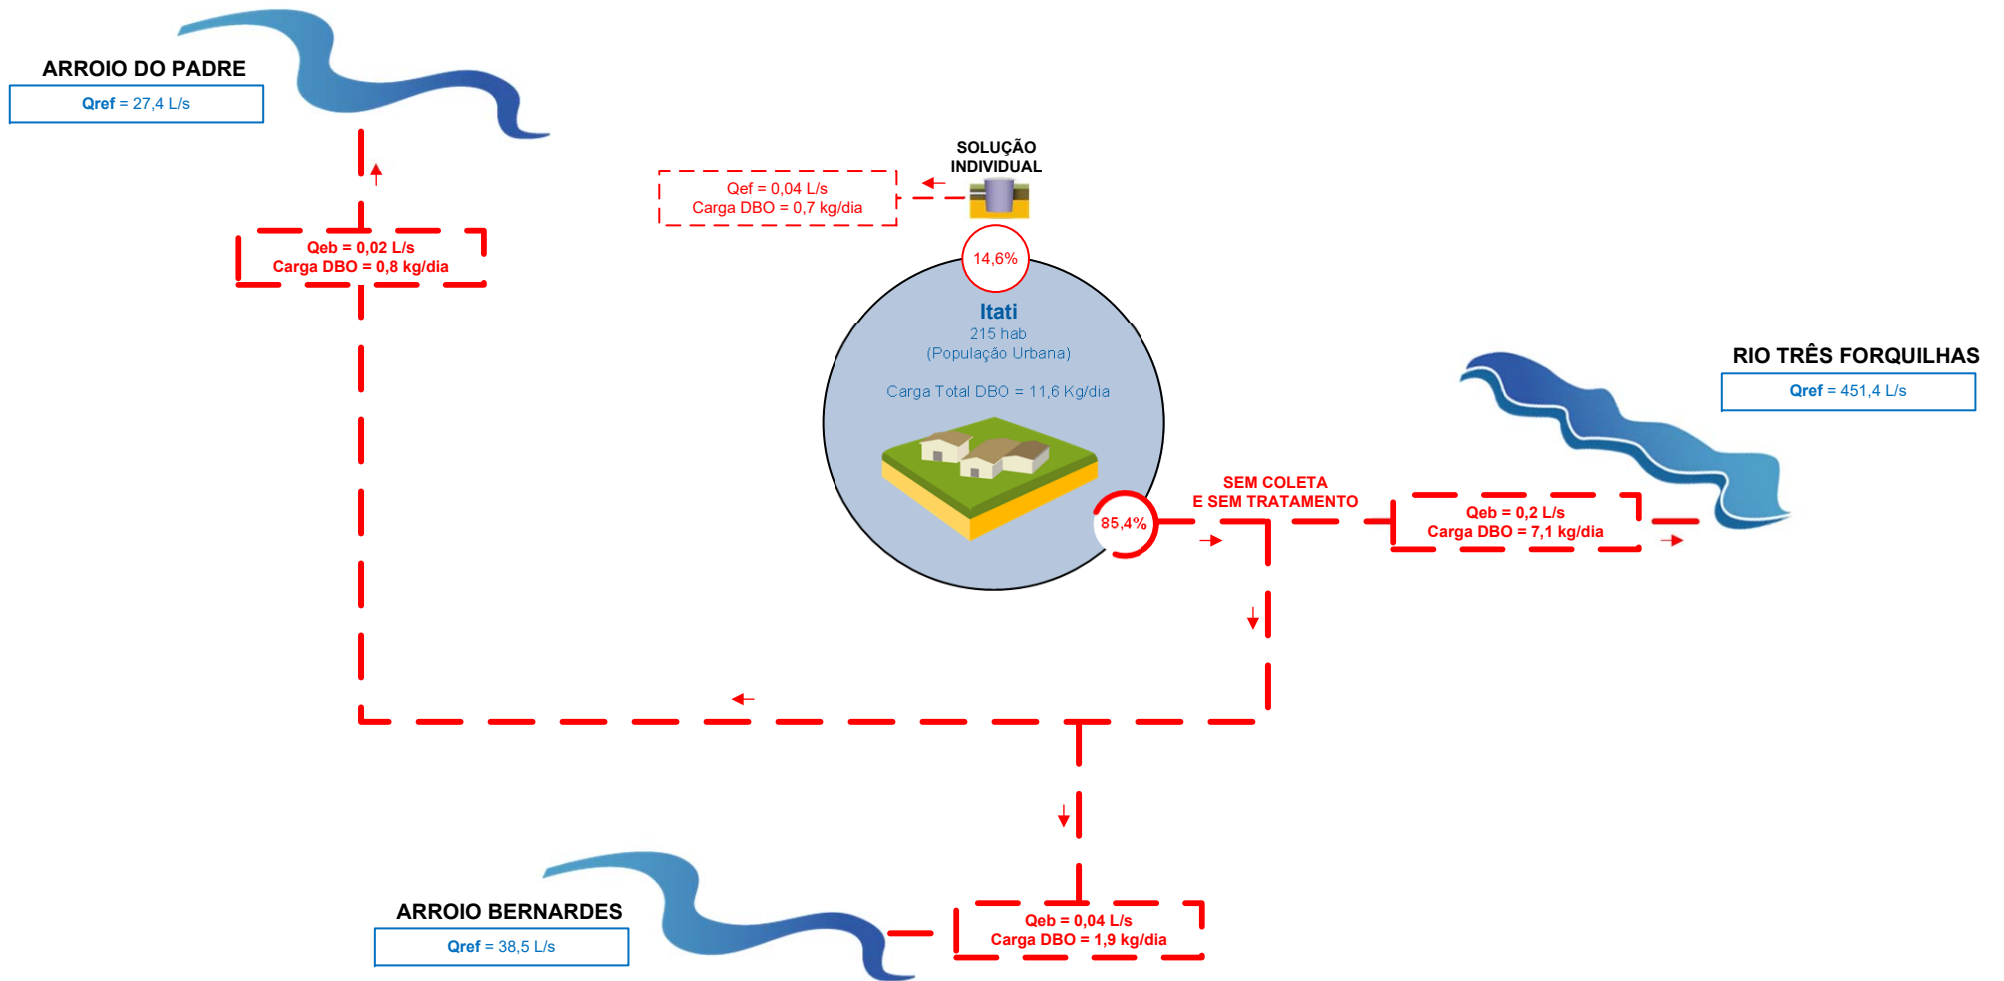 ARROIO DO PADRE
Qref = 27,4 L/s
SOLUÇÃO
INDIVIDUAL
Qef = 0,04 L/s
Carga DBO = 0,7 kg/dia
Qeb = 0,02 L/s
Carga DBO = 0,8 kg/dia
14,6%
Itati
215 hab
(População Urbana)
Carga Total DBO = 11,6 Kg/dia
RIO TRÊS FORQUILHAS
Qref = 451,4 L/s
85,4%
SEM COLETA
E SEM TRATAMENTO
Qeb = 0,2 L/s
Carga DBO = 7,1 kg/dia
ARROIO BERNARDES
Qref = 38,5 L/s
Qeb = 0,04 L/s
Carga DBO = 1,9 kg/dia